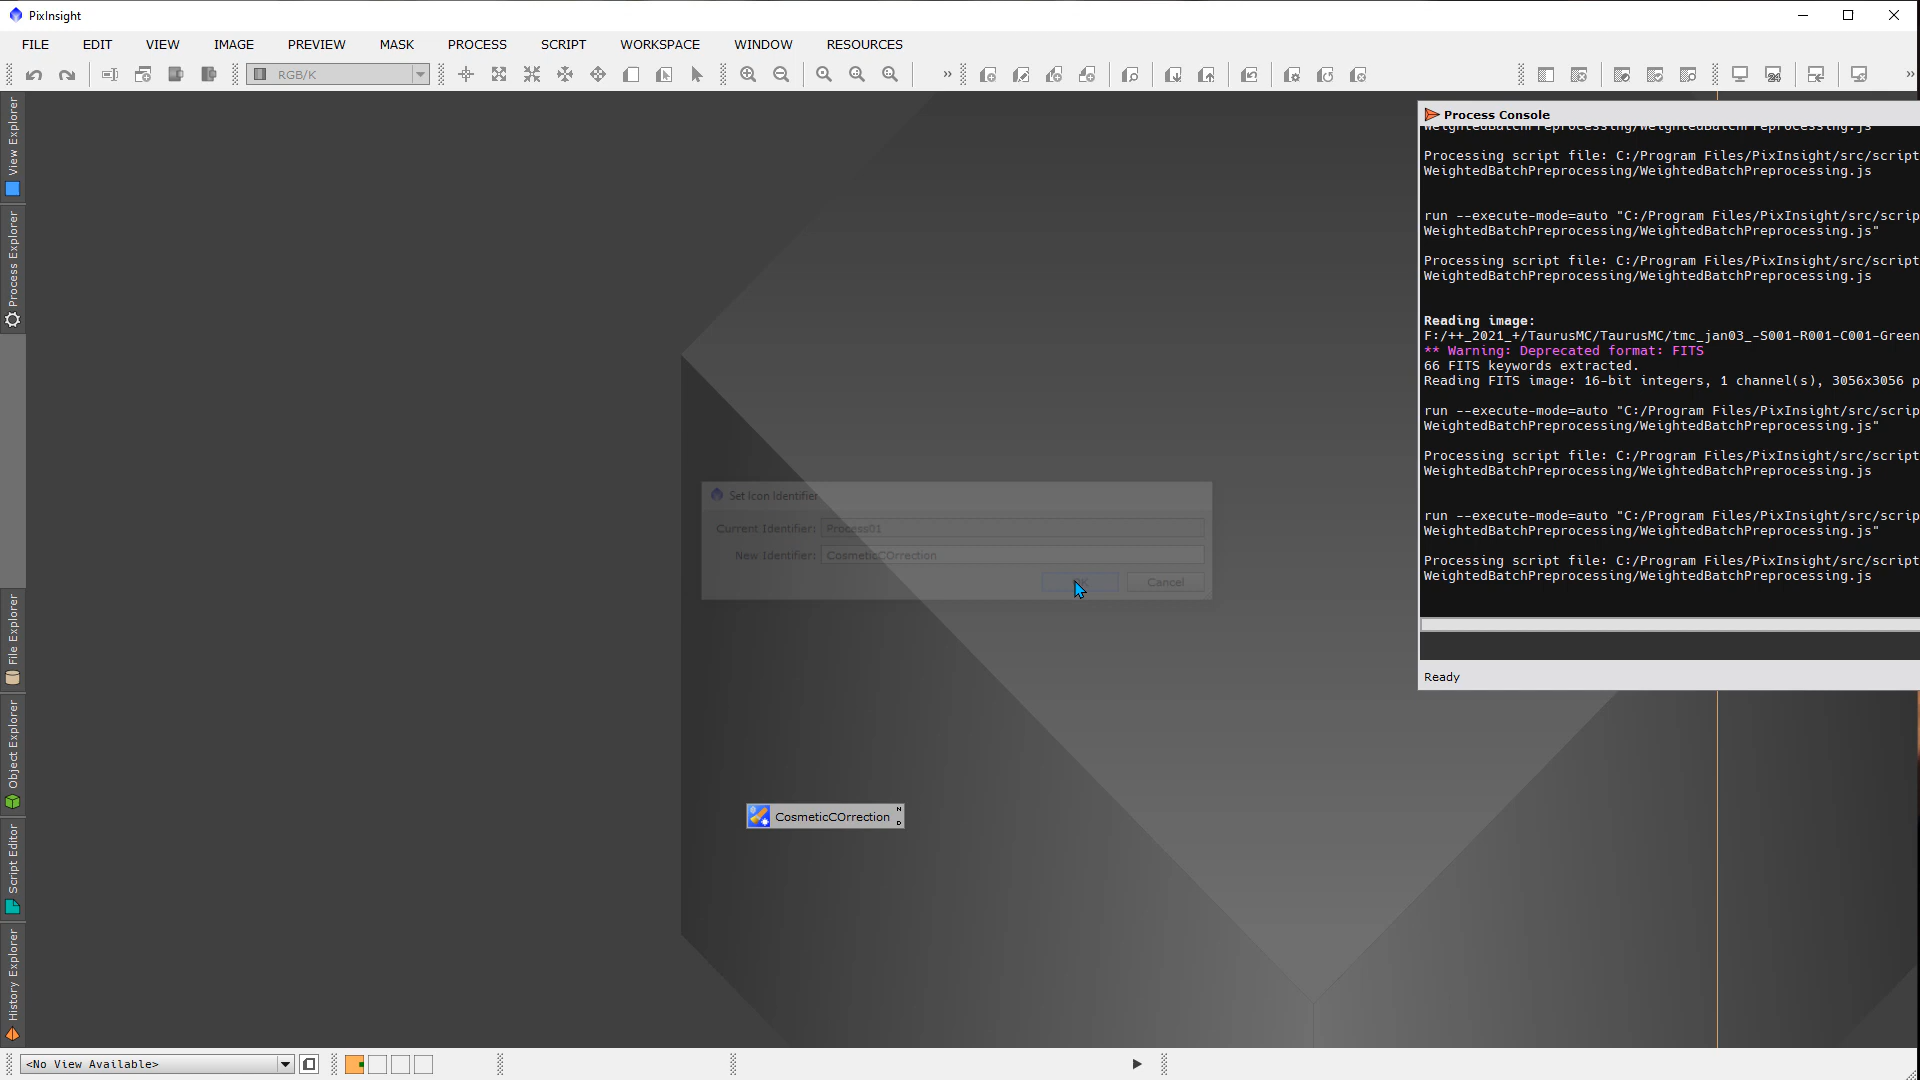 PixInsight
FILE EDIT VIEW IMAGE PREVIEW MASK PROCESS SCRIPT WORKSPACE WINDOW RESOURCES
RGB/K
View Explorer
Process Explorer
File Explorer
Object Explorer
Script Editor
History Explorer
Process Console
WeightedBatchPreprocessing/WeightedBatchPreprocessing.js
Processing script file: C:/Program Files/PixInsight/src/script
WeightedBatchPreprocessing/WeightedBatchPreprocessing.js
run --execute-mode=auto "C:/Program Files/PixInsight/src/scrip
WeightedBatchPreprocessing/WeightedBatchPreprocessing.js"
Processing script file: C:/Program Files/PixInsight/src/script
WeightedBatchPreprocessing/WeightedBatchPreprocessing.js
Reading image:
F:/++_2021_+/TaurusMC/TaurusMC/tmc_jan03_-S001-R001-C001-Green
** Warning: Deprecated format: FITS
66 FITS keywords extracted.
Reading FITS image: 16-bit integers, 1 channel(s), 3056x3056 p
run --execute-mode=auto "C:/Program Files/PixInsight/src/scrip
WeightedBatchPreprocessing/WeightedBatchPreprocessing.js"
Processing script file: C:/Program Files/PixInsight/src/script
WeightedBatchPreprocessing/WeightedBatchPreprocessing.js
run --execute-mode=auto "C:/Program Files/PixInsight/src/scrip
WeightedBatchPreprocessing/WeightedBatchPreprocessing.js"
Processing script file: C:/Program Files/PixInsight/src/script
WeightedBatchPreprocessing/WeightedBatchPreprocessing.js
Ready
Set Icon Identifier
Current Identifier: Process01
New Identifier: CosmeticCOrrection
Cancel
CosmeticCOrrection
N
D
<No View Available>